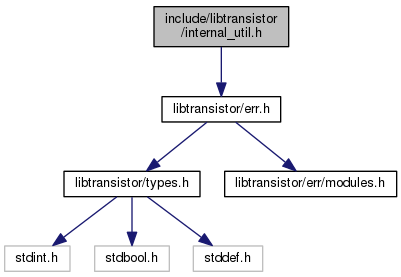 include/libtransistor
/internal_util.h
libtransistor/err.h
libtransistor/types.h
libtransistor/err/modules.h
stdint.h
stdbool.h
stddef.h